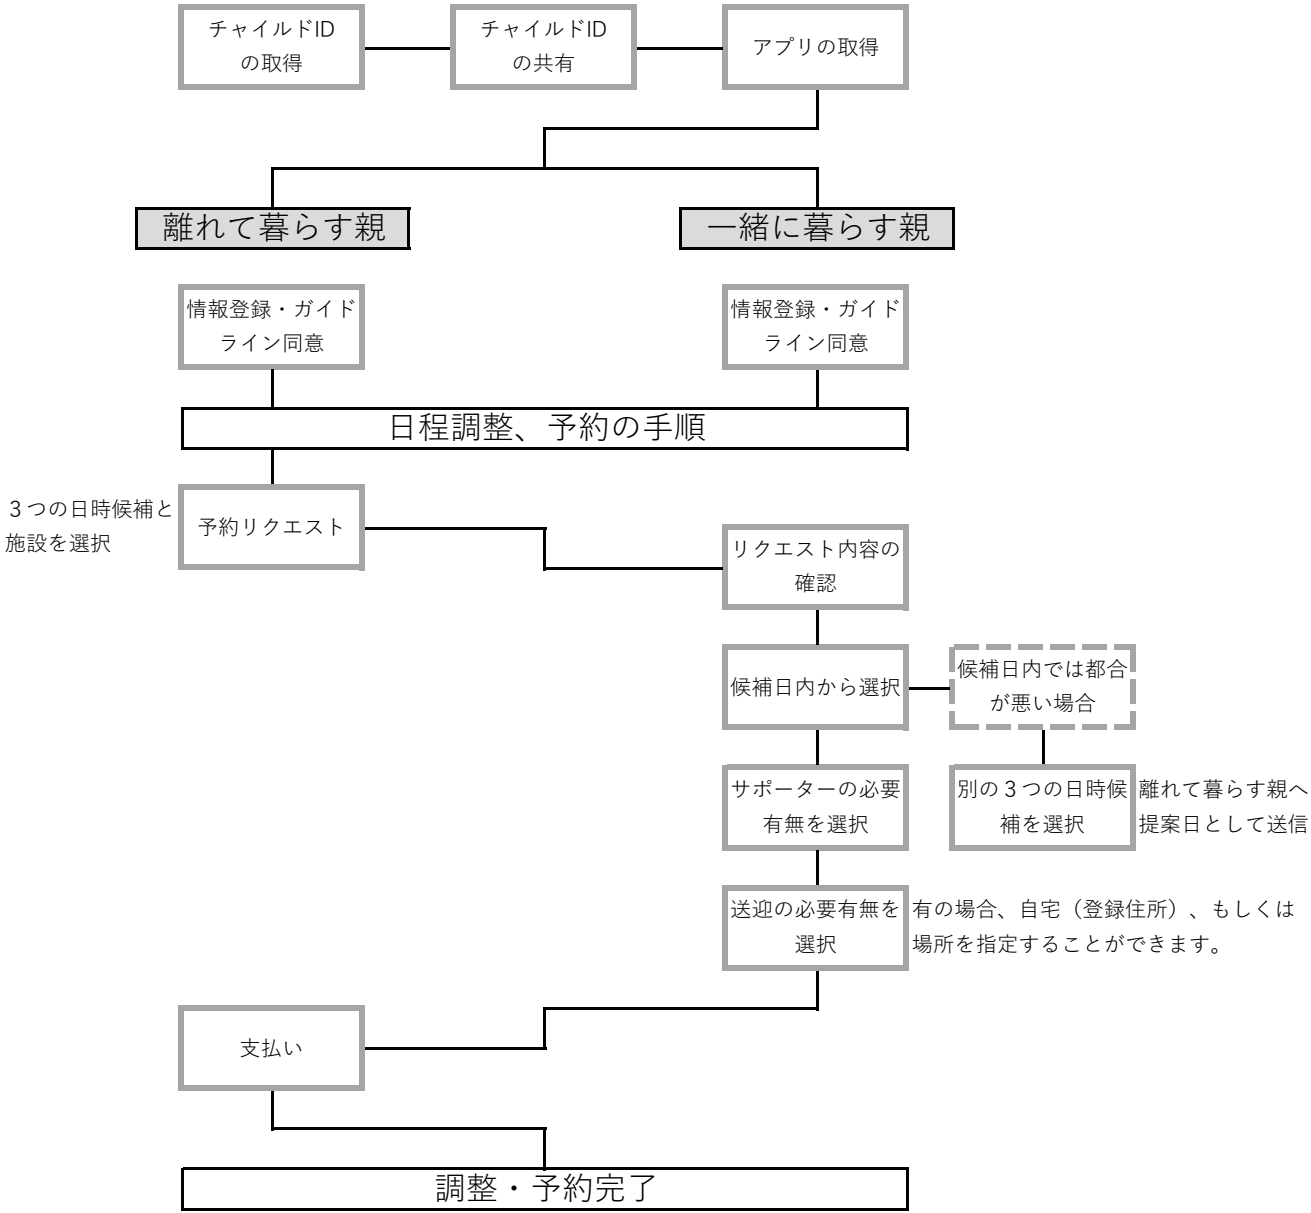 チャイルドID
の取得
チャイルドID
の共有
アプリの取得
離れて暮らす親
一緒に暮らす親
情報登録・ガイド
ライン同意
情報登録・ガイド
ライン同意
日程調整、予約の手順
３つの日時候補と
施設を選択
予約リクエスト
リクエスト内容の
確認
候補日内から選択
候補日内では都合
が悪い場合
サポーターの必要
有無を選択
別の３つの日時候
補を選択
離れて暮らす親へ
提案日として送信
送迎の必要有無を
選択
有の場合、自宅（登録住所）、もしくは
場所を指定することができます。
支払い
調整・予約完了